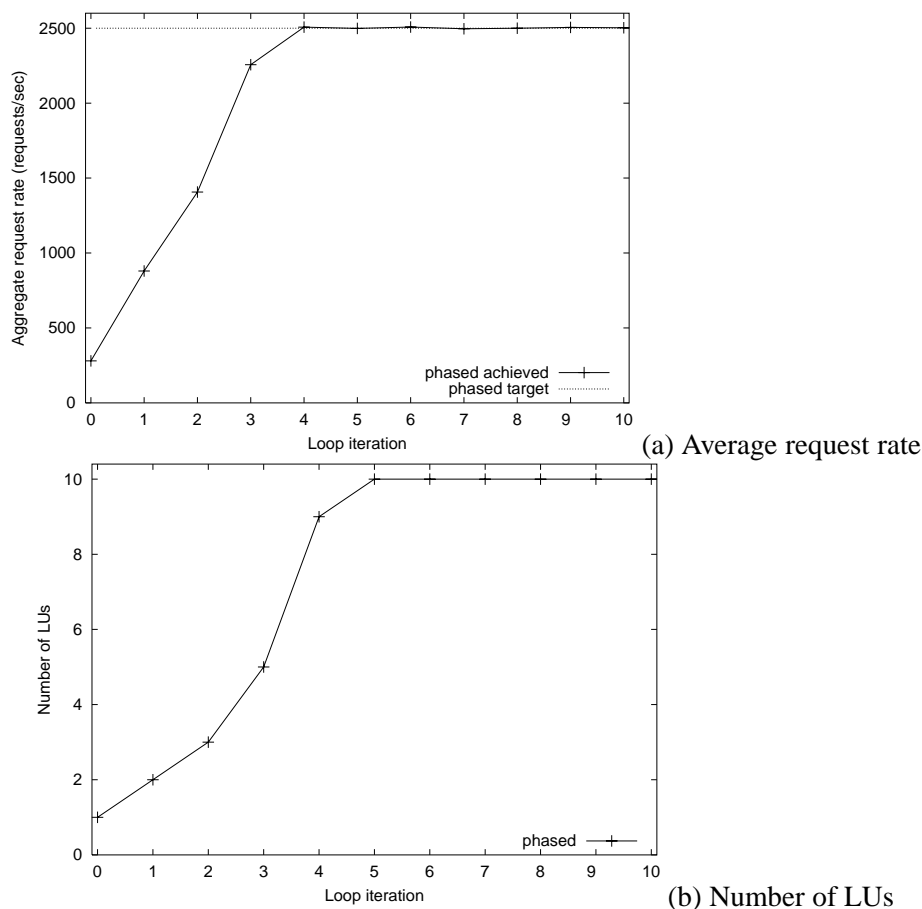 2500
2000
1500
1000
500
0
Aggregate request rate (requests/sec)
phased achieved
phased target
0 1 2 3 4 5 6 7 8 9 10
Loop iteration
(a) Average request rate
10
8
6
4
2
0
Number of LUs
phased
0 1 2 3 4 5 6 7 8 9 10
Loop iteration
(b) Number of LUs